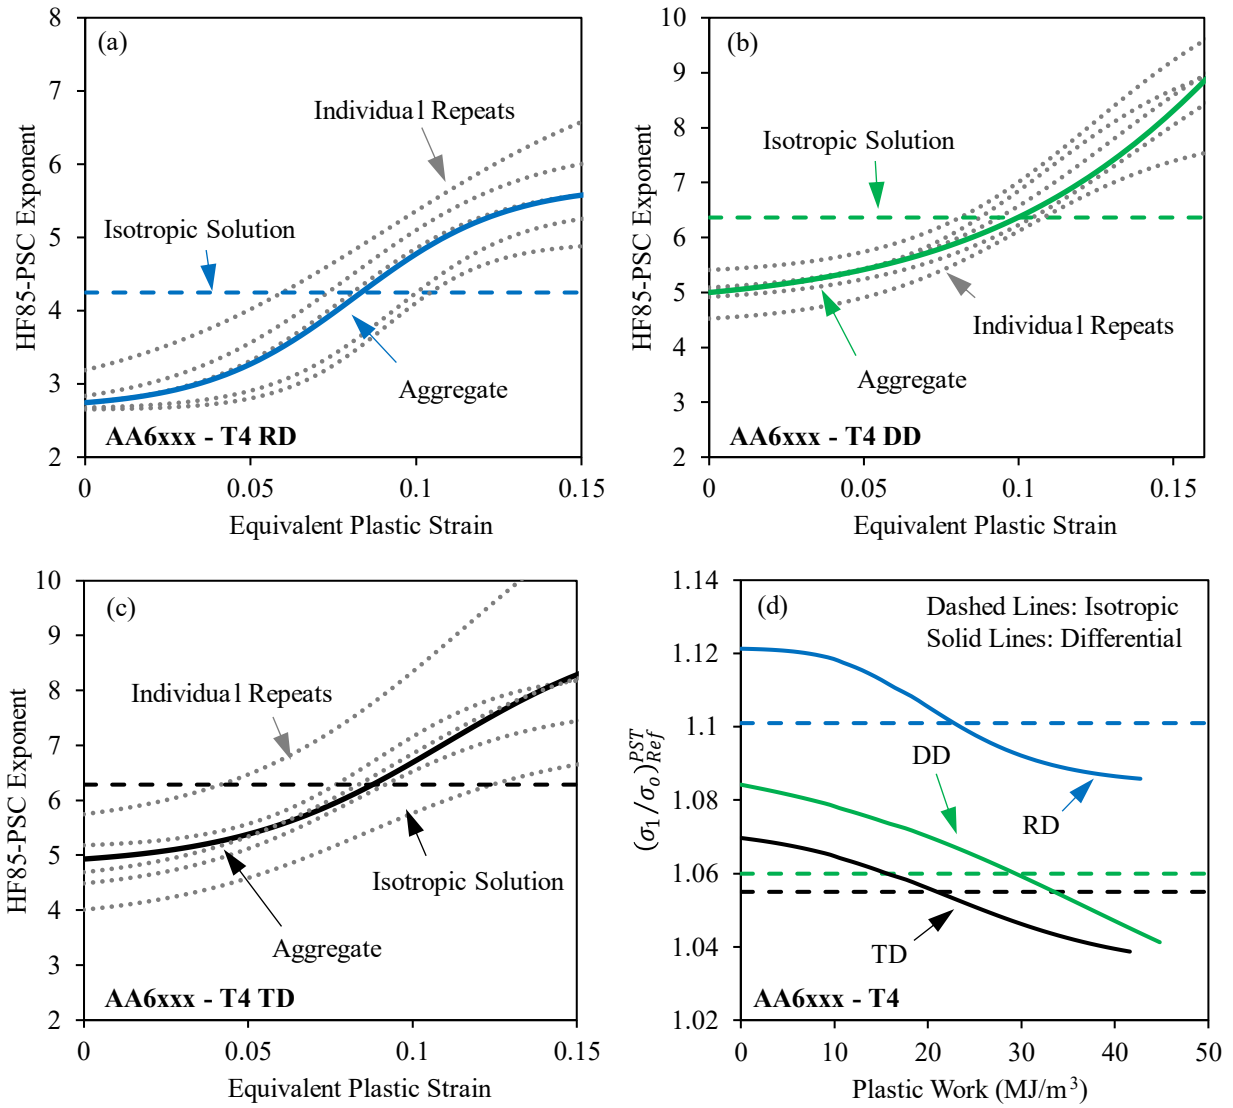 (a)
8
7
6
5
4
3
2
HF85-PSC Exponent
Individual Repeats
Isotropic Solution
Aggregate
AA6xxx - T4 RD
0
0.05
0.1
0.15
Equivalent Plastic Strain
(b)
10
9
8
7
6
5
4
3
2
HF85-PSC Exponent
Isotropic Solution
Individual Repeats
Aggregate
AA6xxx - T4 DD
0
0.05
0.1
0.15
Equivalent Plastic Strain
(c)
10
9
8
7
6
5
4
3
2
HF85-PSC Exponent
Individual Repeats
Isotropic Solution
Aggregate
AA6xxx - T4 TD
0
0.05
0.1
0.15
Equivalent Plastic Strain
(d)
1.14
1.12
1.1
1.08
1.06
1.04
1.02
(σ₁/σₒ)^{PST}_{Ref}
Dashed Lines: Isotropic
Solid Lines: Differential
DD
RD
TD
AA6xxx - T4
0
10
20
30
40
50
Plastic Work (MJ/m³)